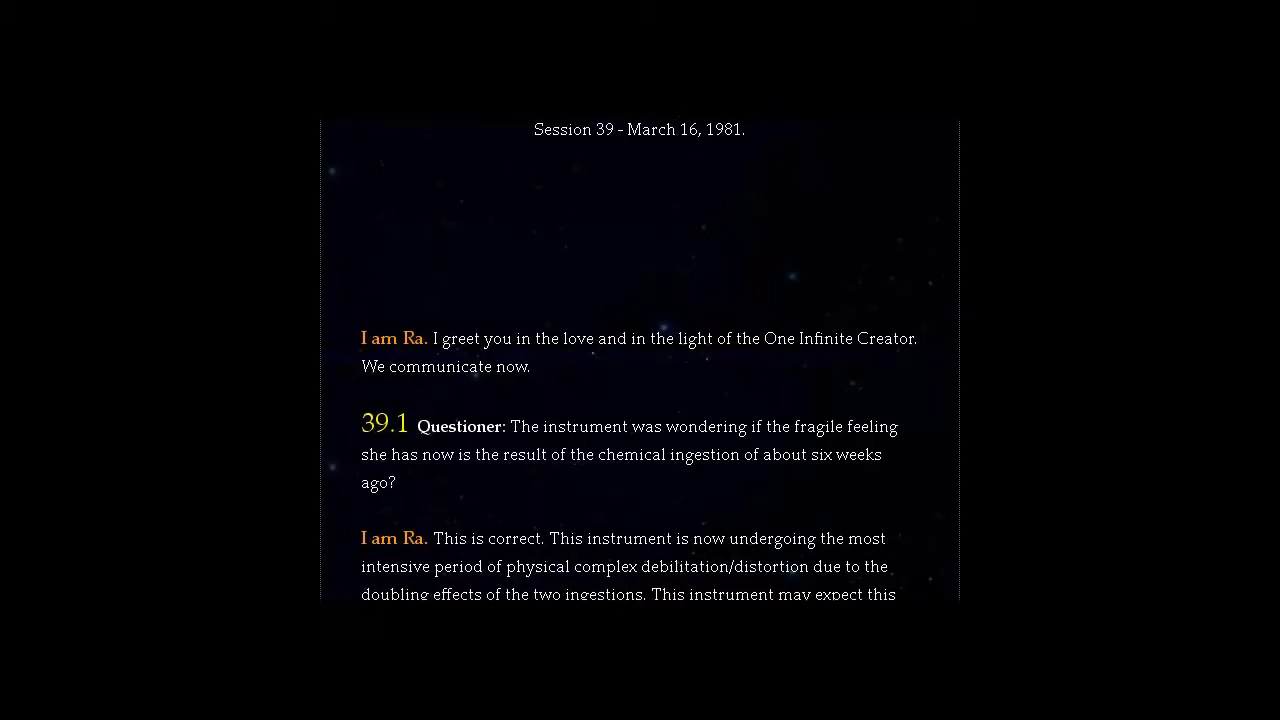 Session 39 - March 16, 1981.
I am Ra. I greet you in the love and in the light of the One Infinite Creator.
We communicate now.
39.1 Questioner: The instrument was wondering if the fragile feeling
she has now is the result of the chemical ingestion of about six weeks
ago?
I am Ra. This is correct. This instrument is now undergoing the most
intensive period of physical complex debilitation/distortion due to the
doubling effects of the two ingestions. This instrument may expect this